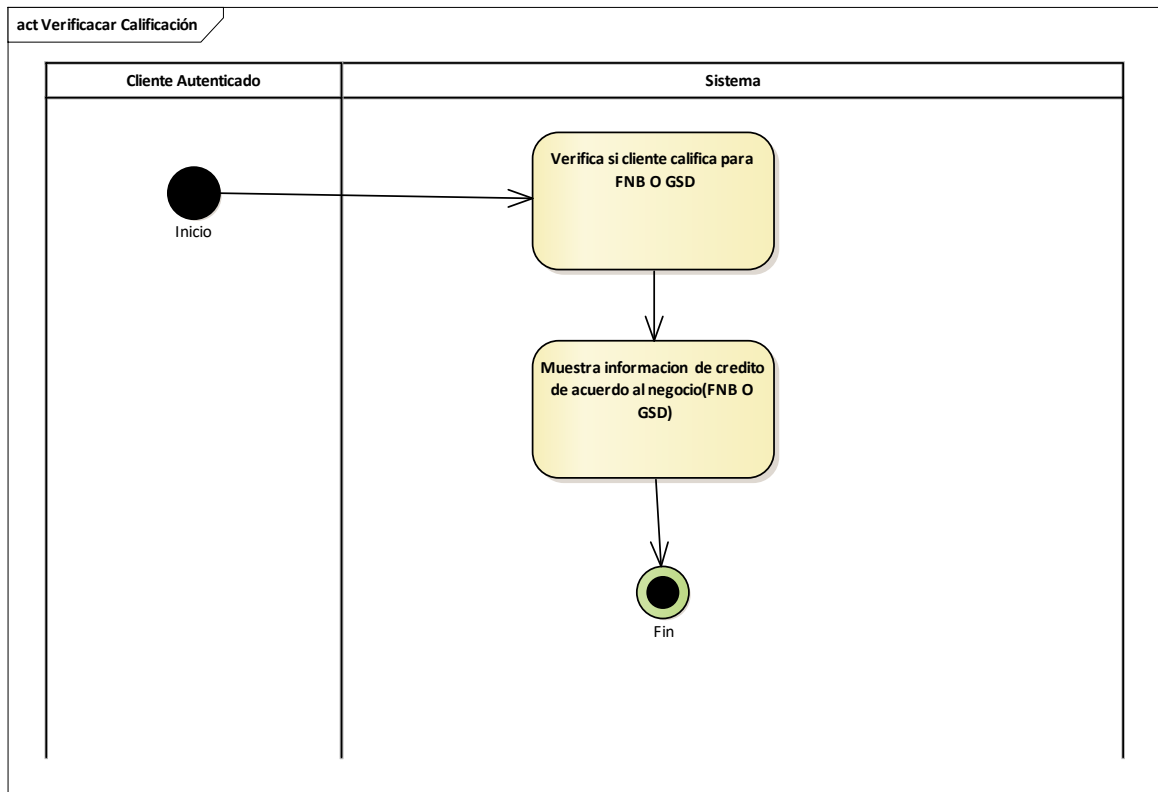 act Verificacar Calificación
Cliente Autenticado
Sistema
Verifica si cliente califica para
FNB O GSD
Inicio
Muestra informacion de credito
de acuerdo al negocio(FNB O
GSD)
Fin